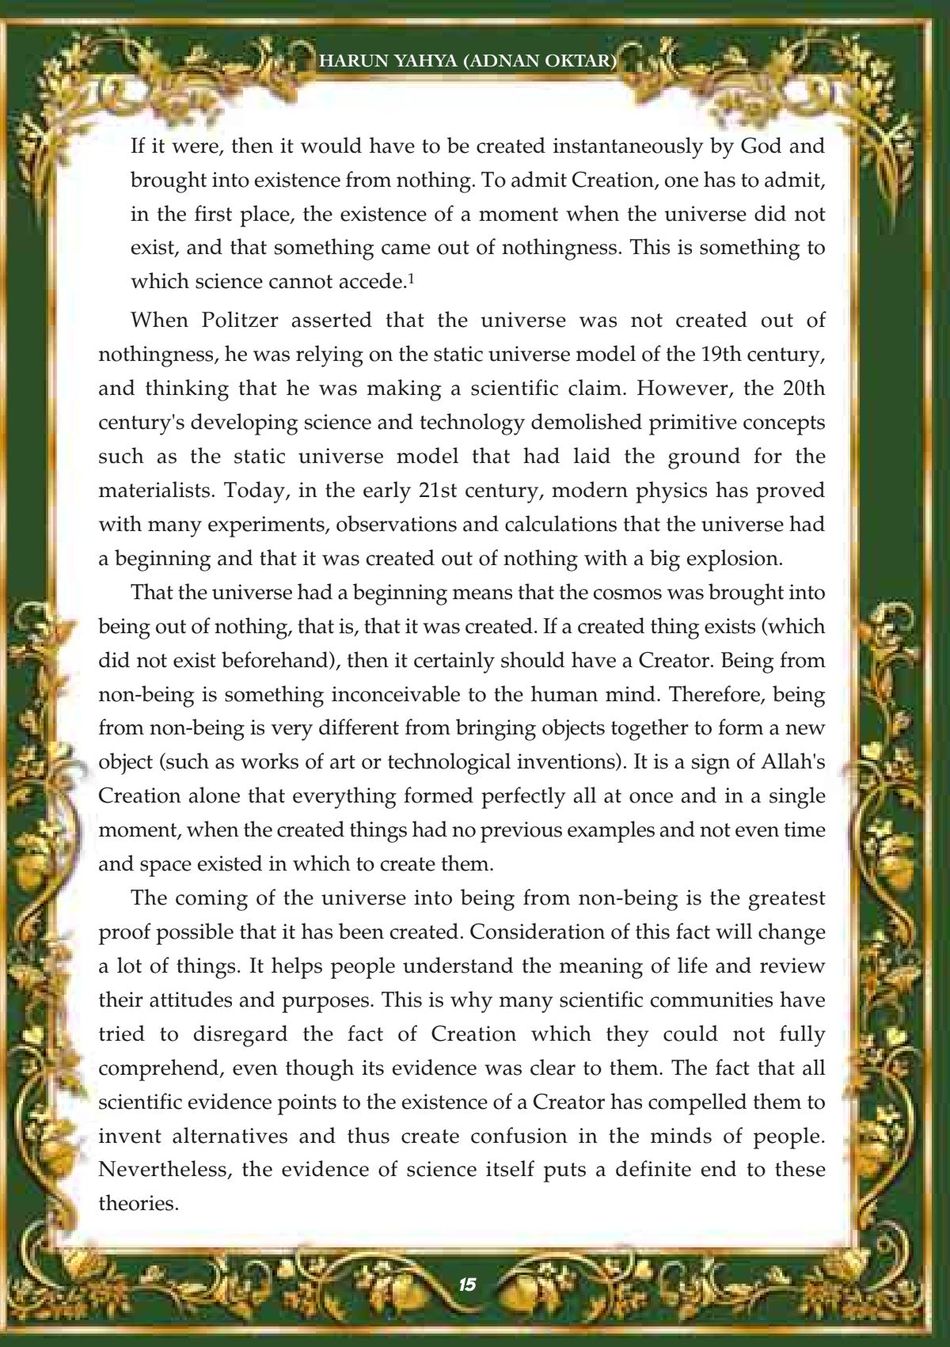 HARUN YAHYA (ADNAN OKTAR)
If it were, then it would have to be created instantaneously by God and
brought into existence from nothing. To admit Creation, one has to admit,
in the first place, the existence of a moment when the universe did not
exist, and that something came out of nothingness. This is something to
which science cannot accede.1
When Politzer asserted that the universe was not created out of
nothingness, he was relying on the static universe model of the 19th century,
and thinking that he was making a scientific claim. However, the 20th
century's developing science and technology demolished primitive concepts
such as the static universe model that had laid the ground for the
materialists. Today, in the early 21st century, modern physics has proved
with many experiments, observations and calculations that the universe had
a beginning and that it was created out of nothing with a big explosion.
That the universe had a beginning means that the cosmos was brought into
being out of nothing, that is, that it was created. If a created thing exists (which
did not exist beforehand), then it certainly should have a Creator. Being from
non-being is something inconceivable to the human mind. Therefore, being
from non-being is very different from bringing objects together to form a new
object (such as works of art or technological inventions). It is a sign of Allah's
Creation alone that everything formed perfectly all at once and in a single
moment, when the created things had no previous examples and not even time
and space existed in which to create them.
The coming of the universe into being from non-being is the greatest
proof possible that it has been created. Consideration of this fact will change
a lot of things. It helps people understand the meaning of life and review
their attitudes and purposes. This is why many scientific communities have
tried to disregard the fact of Creation which they could not fully
comprehend, even though its evidence was clear to them. The fact that all
scientific evidence points to the existence of a Creator has compelled them to
invent alternatives and thus create confusion in the minds of people.
Nevertheless, the evidence of science itself puts a definite end to these
theories.
15